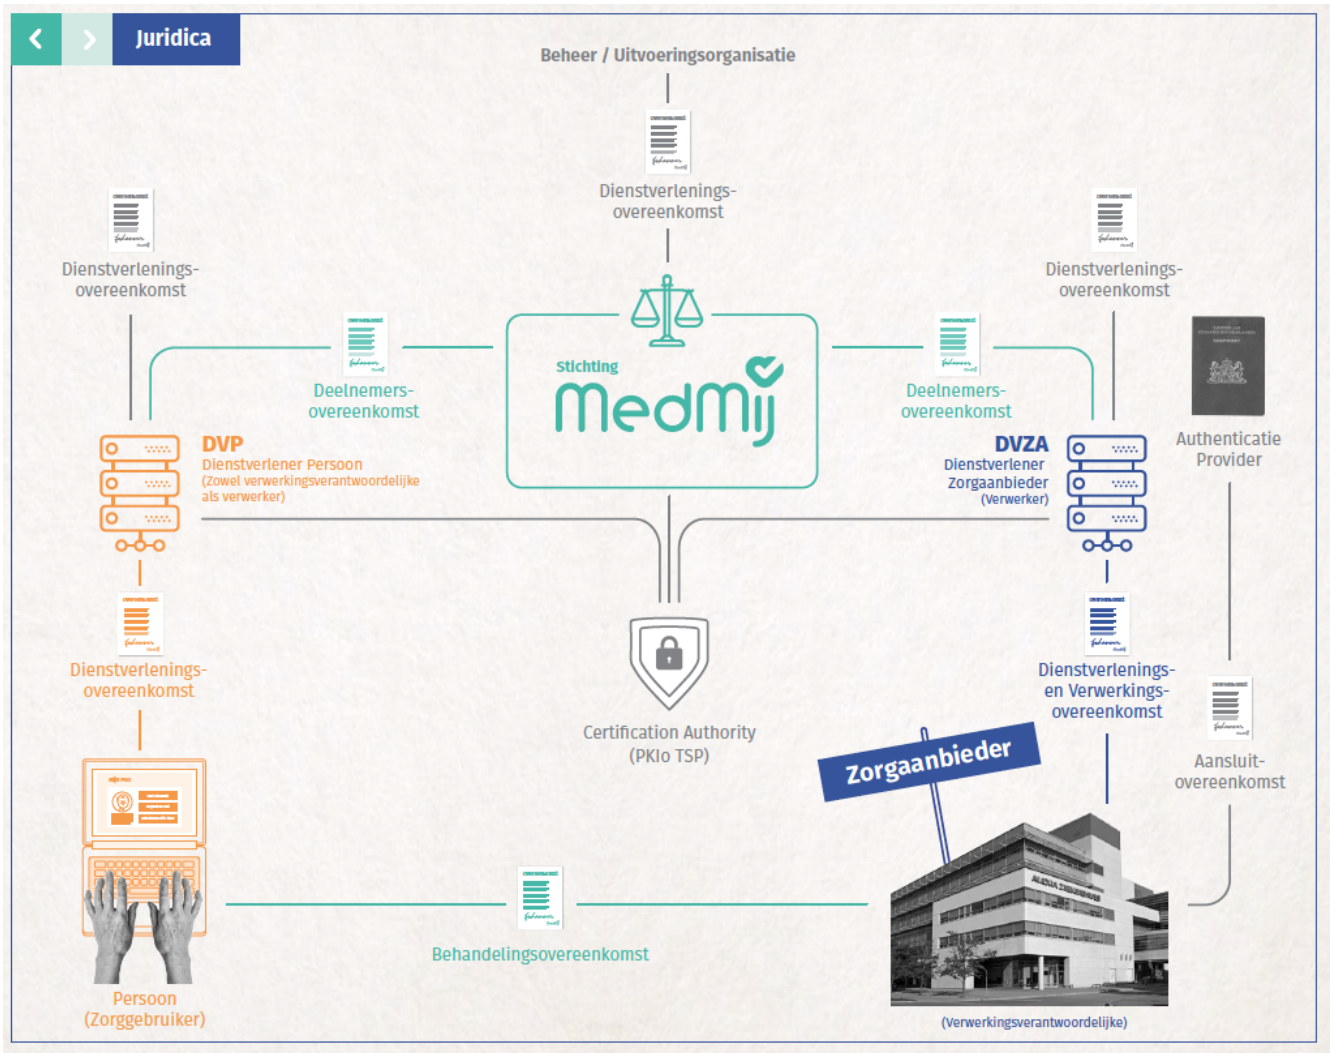 Juridica
Beheer / Uitvoeringsorganisatie
Dienstverlenings-
overeenkomst
Dienstverlenings-
overeenkomst
Dienstverlenings-
overeenkomst
Stichting
MedMij
Deelnemers-
overeenkomst
Deelnemers-
overeenkomst
DVP
Dienstverlener Persoon
(Zowel verwerkingsverantwoordelijke
als verwerker)
DVZA
Dienstverlener
Zorgaanbieder
(Verwerker)
Authenticatie
Provider
Dienstverlenings-
overeenkomst
Certification Authority
(PKIo TSP)
Dienstverlenings-
en Verwerkings-
overeenkomst
Zorgaanbieder
Aansluit-
overeenkomst
Behandelingsovereenkomst
Persoon
(Zorggebruiker)
(Verwerkingsverantwoordelijke)